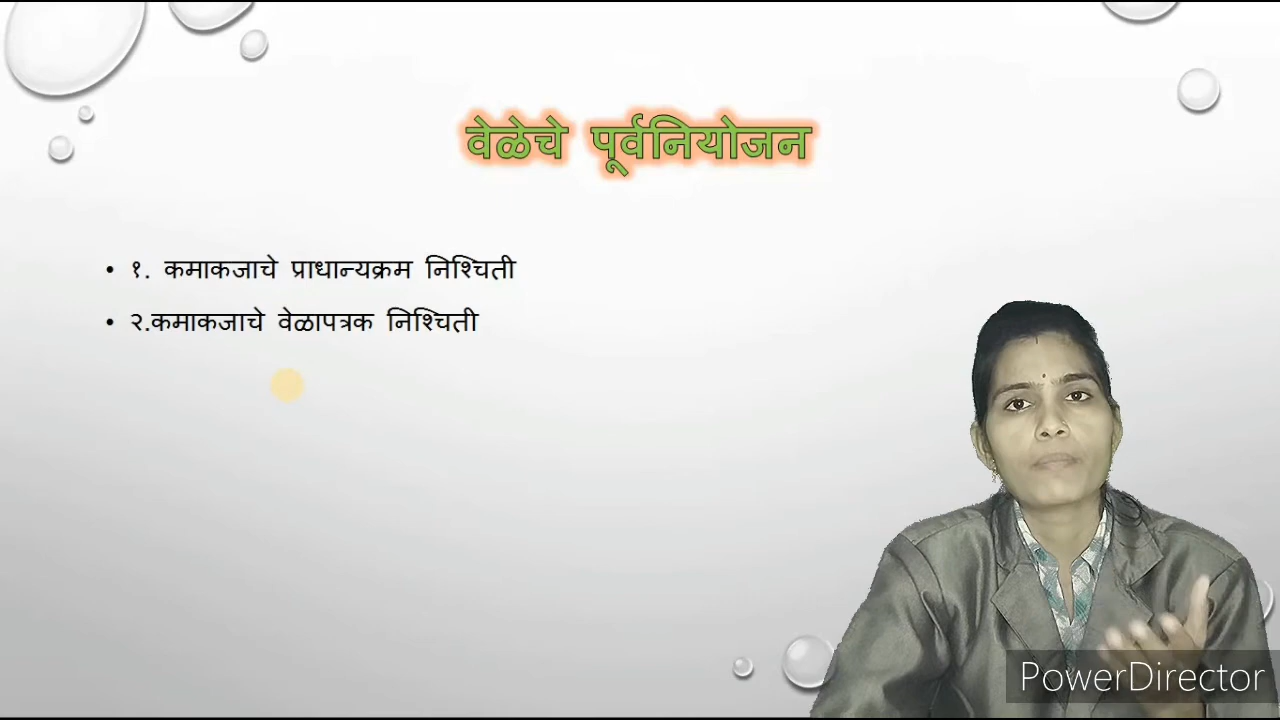 वेळेचे पूर्वनियोजन
• १. कमाकजाचे प्राधान्यक्रम निश्चिती
• २.कमाकजाचे वेळापत्रक निश्चिती
PowerDirector